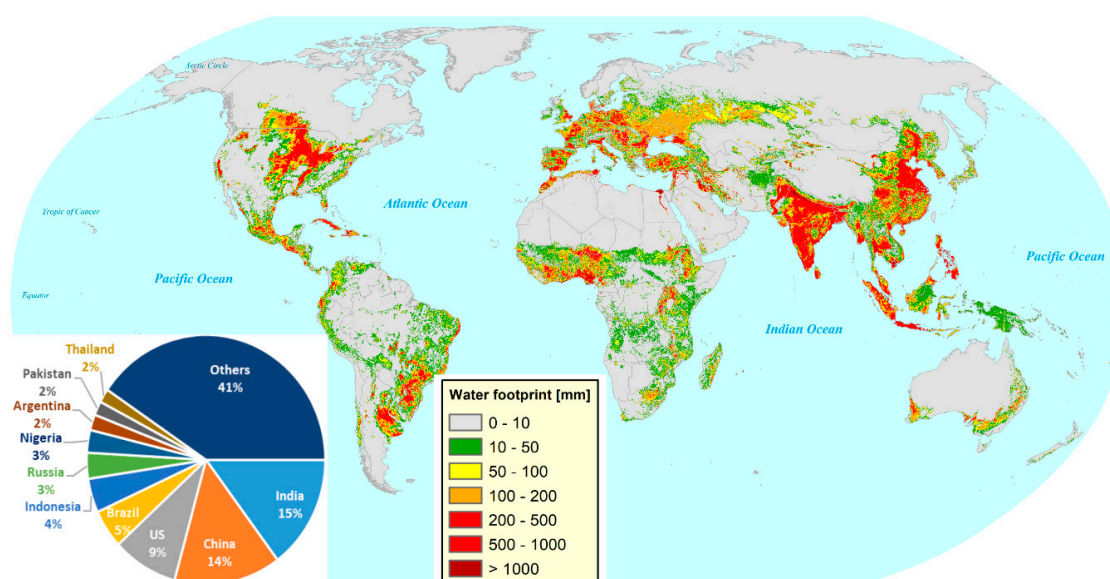 Arctic Circle
Tropic of Cancer
Atlantic Ocean
Pacific Ocean
Pacific Ocean
Equator
Indian Ocean
Thailand
2%
Others
41%
Pakistan
2%
Argentina
2%
Nigeria
3%
Russia
3%
Indonesia
4%
Brazil
5%
US
9%
China
14%
India
15%
Water footprint [mm]
0 - 10
10 - 50
50 - 100
100 - 200
200 - 500
500 - 1000
> 1000